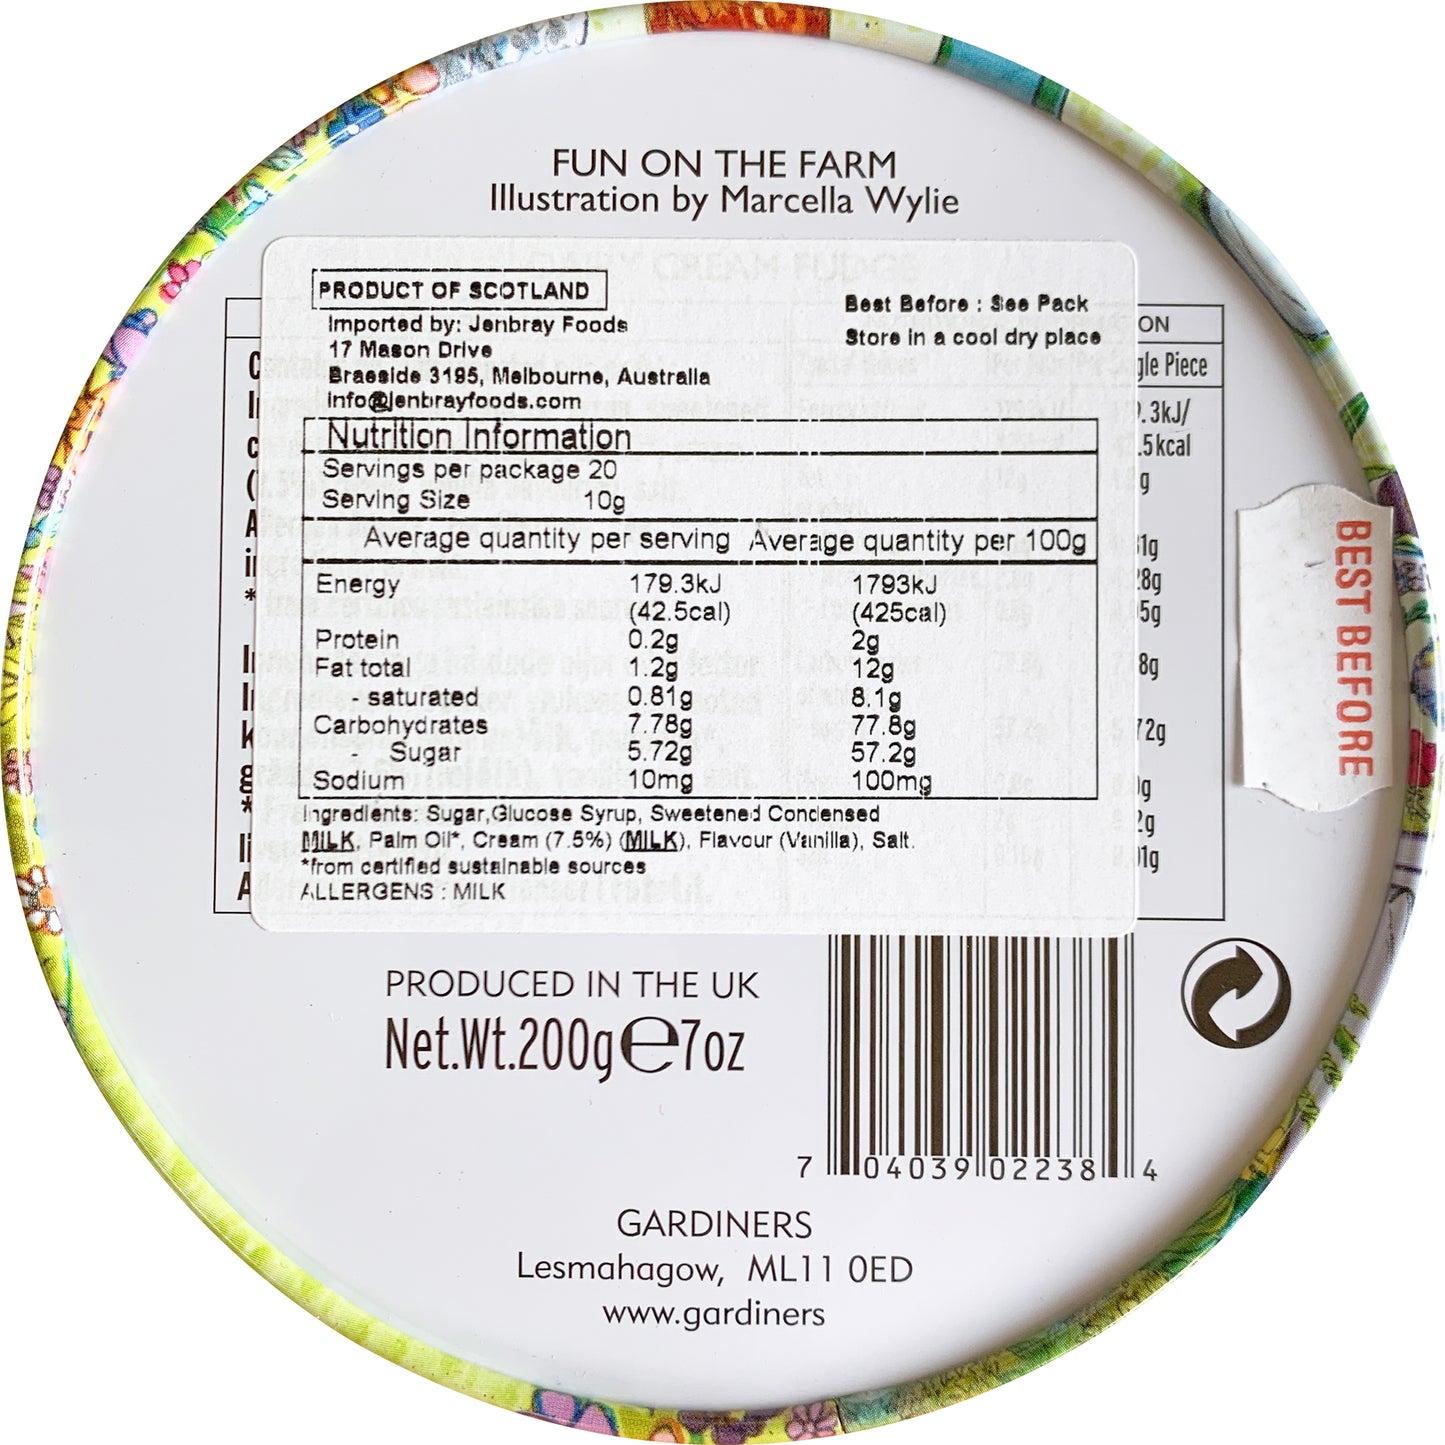 FUN ON THE FARM
Illustration by Marcella Wylie
PRODUCT OF SCOTLAND
Imported by: Jenbray Foods
17 Mason Drive
Braeside 3195, Melbourne, Australia
info@jenbrayfoods.com
Best Before : See Pack
Store in a cool dry place
Nutrition Information
Servings per package 20
Serving Size 10g
Average quantity per serving Average quantity per 100g
Energy 179.3kJ 1793kJ
(42.5cal) (425cal)
Protein 0.2g 2g
Fat total 1.2g 12g
- saturated 0.81g 8.1g
Carbohydrates 7.78g 77.8g
- Sugar 5.72g 57.2g
Sodium 10mg 100mg
Ingredients: Sugar,Glucose Syrup, Sweetened Condensed
MILK, Palm Oil*, Cream (7.5%) (MILK), Flavour (Vanilla), Salt.
*from certified sustainable sources
ALLERGENS : MILK
Piece
BEST BEFORE
PRODUCED IN THE UK
Net.Wt.200g℮7oz
7 04039 02238 4
GARDINERS
Lesmahagow, ML11 0ED
www.gardiners